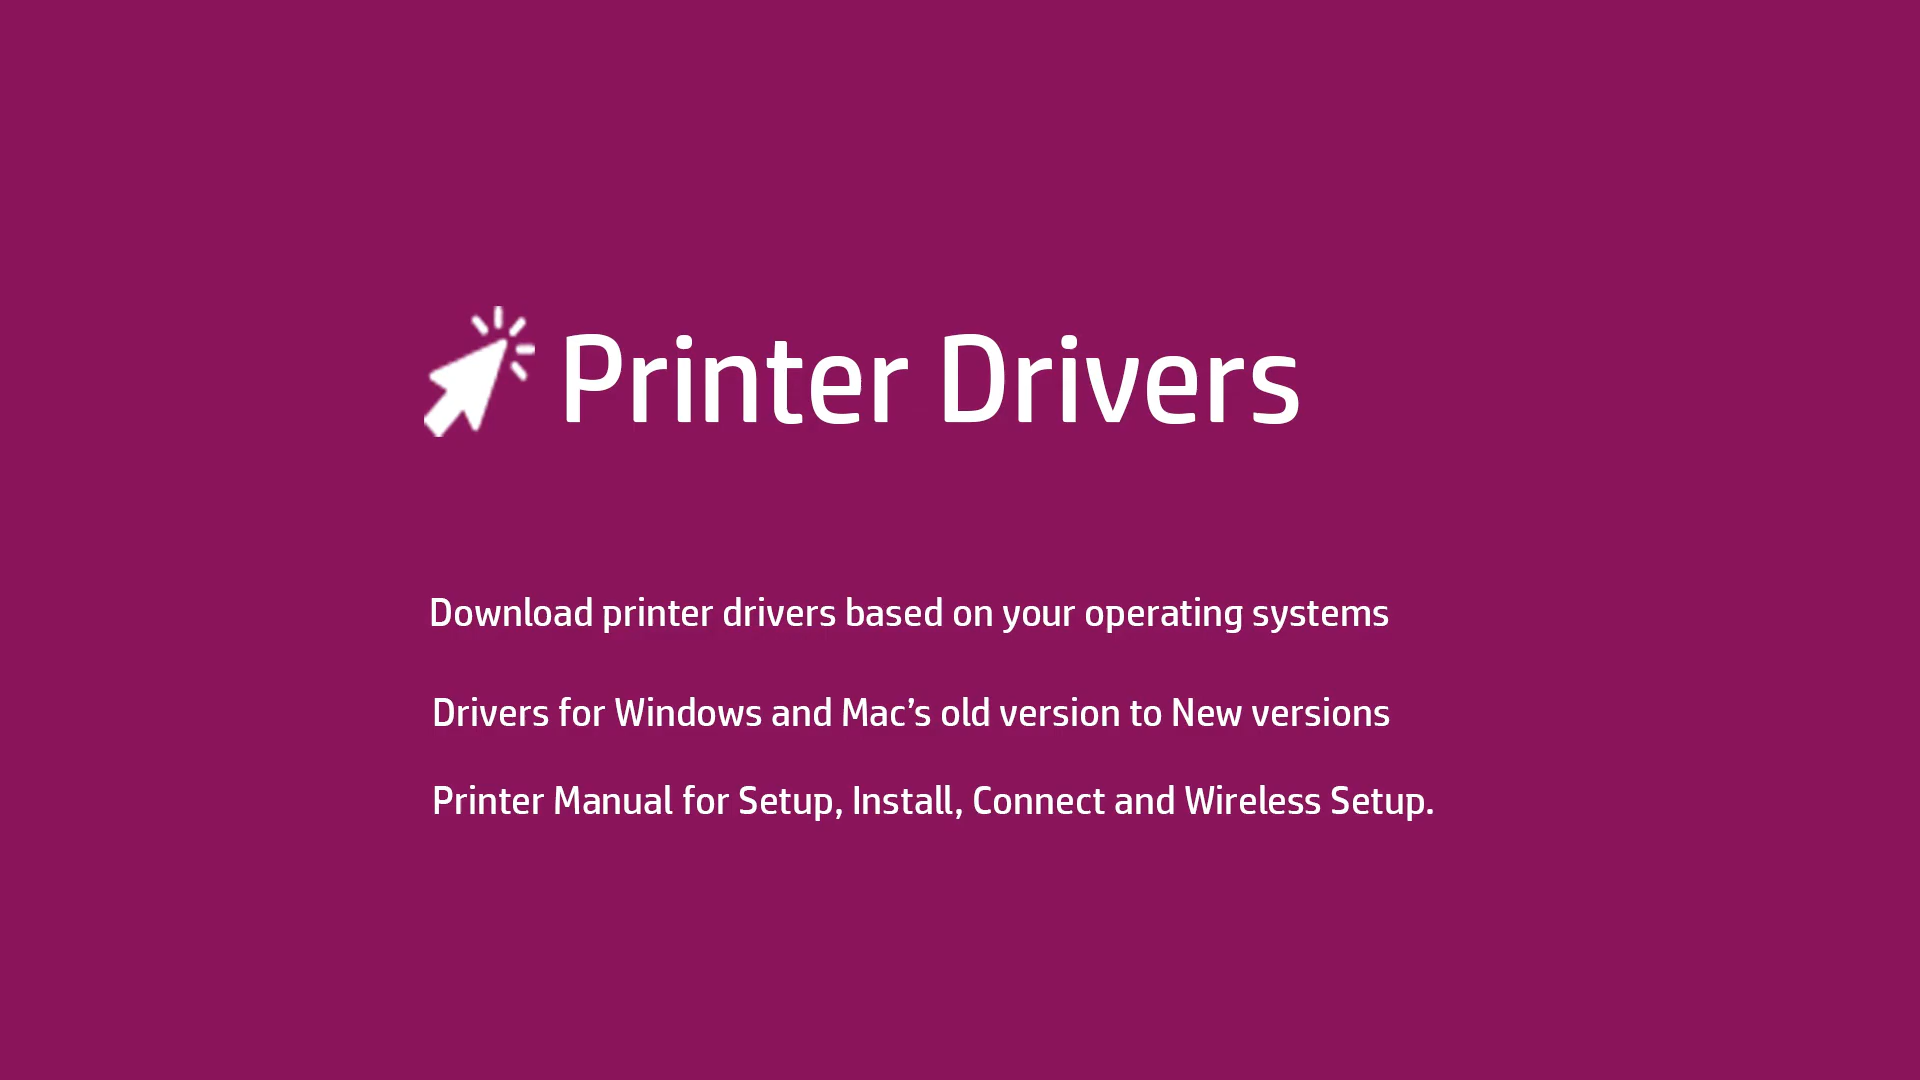 Printer Drivers
Download printer drivers based on your operating systems
Drivers for Windows and Mac’s old version to New versions
Printer Manual for Setup, Install, Connect and Wireless Setup.